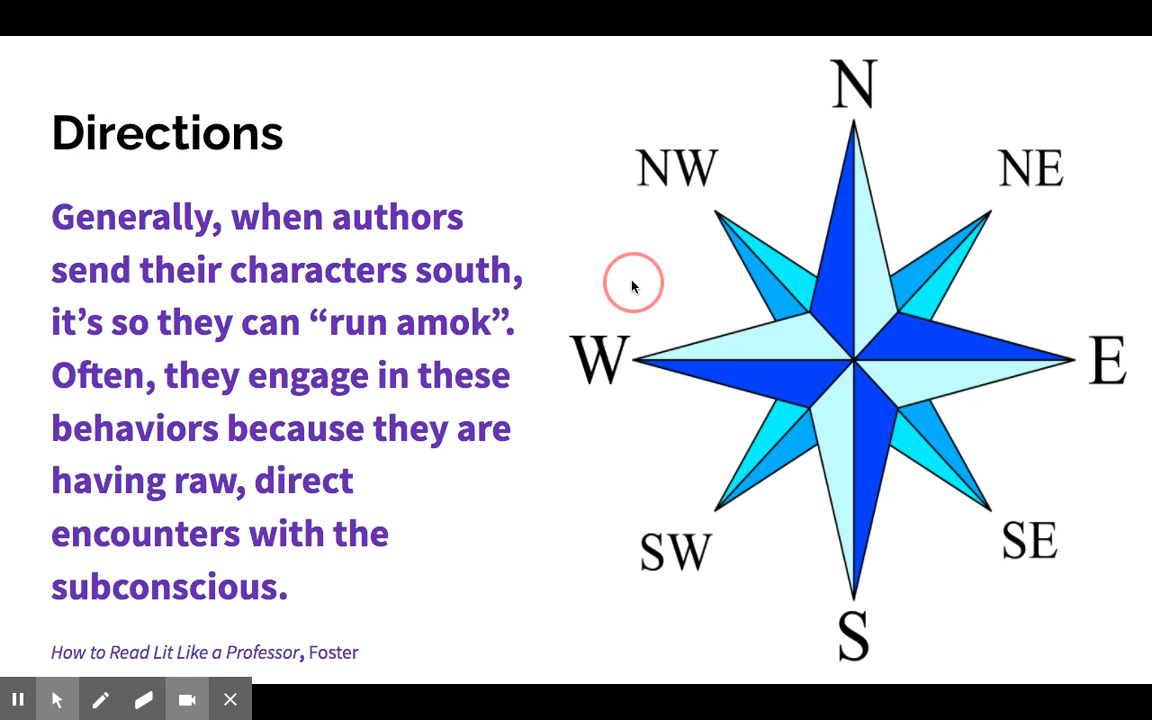 Directions
Generally, when authors
send their characters south,
it's so they can “run amok”.
Often, they engage in these
behaviors because they are
having raw, direct
encounters with the
subconscious.
How to Read Lit Like a Professor, Foster
N
NW
NE
W
E
SW
SE
S